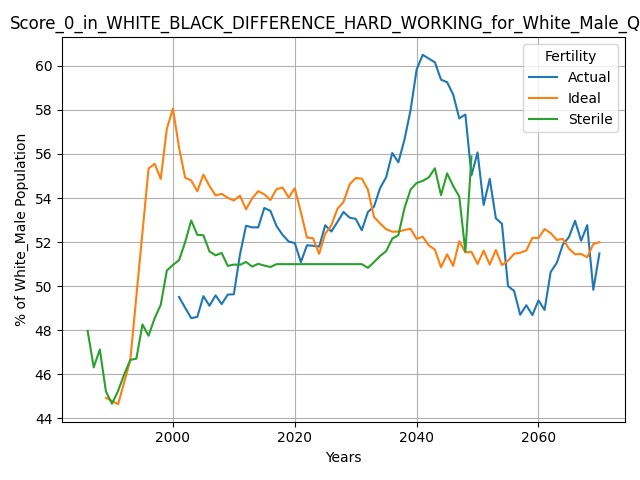 Score_0_in_WHITE_BLACK_DIFFERENCE_HARD_WORKING_for_White_Male_Q
Fertility
Actual
Ideal
Sterile
% of White_Male Population
60
58
56
54
52
50
48
46
44
2000
2020
2040
2060
Years